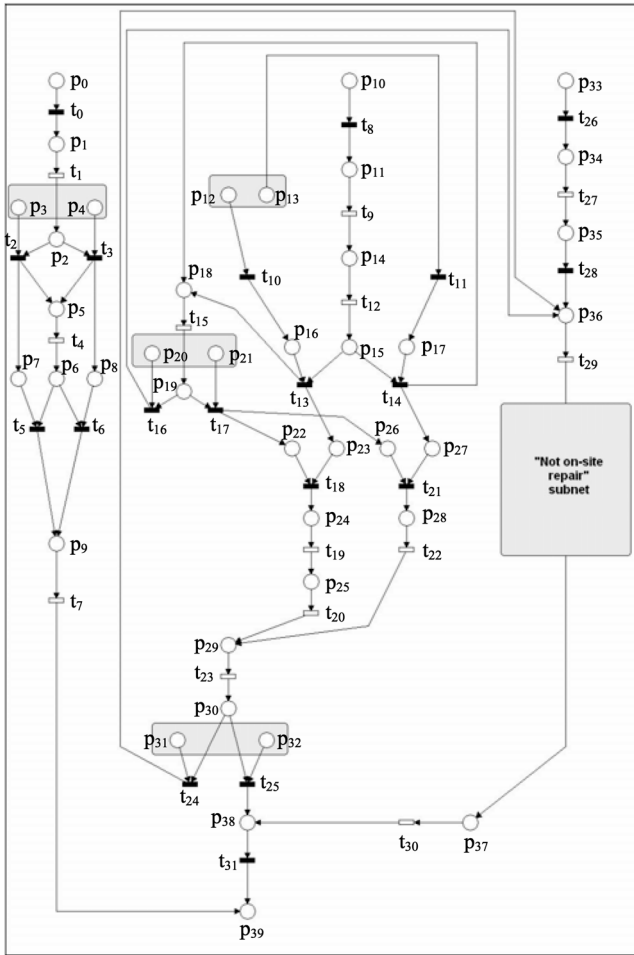 p0 p10 p33
t0 t8 t26
p1 p11 p34
t1
p3 p4 p12 p13 t27
t9
t2 p2 t3 p14 p35
p18 t10 t11 t28
p5 t15 t12 p36
t4 p16 p15 p17
p7 p6 p8 p20 p21 t29
p19 t13 t14
t5 t6 t16 t17
p22 p23 p26 p27
"Not on-site
repair"
subnet
t18 t21
p24 p28
p9 t19 t22
p25
t7 t20
p29
t23
p30
p31 p32
t24 t25
p38 t30 p37
t31
p39